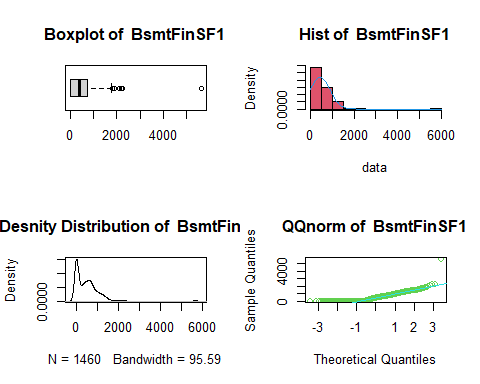 Boxplot of BsmtFinSF1
0 2000 4000
Hist of BsmtFinSF1
Density
0.0000
0 2000 4000 6000
data
Desnity Distribution of BsmtFin
Density
0.0000
0 2000 4000 6000
N = 1460 Bandwidth = 95.59
QQnorm of BsmtFinSF1
Sample Quantiles
0 4000
-3 -1 1 2 3
Theoretical Quantiles